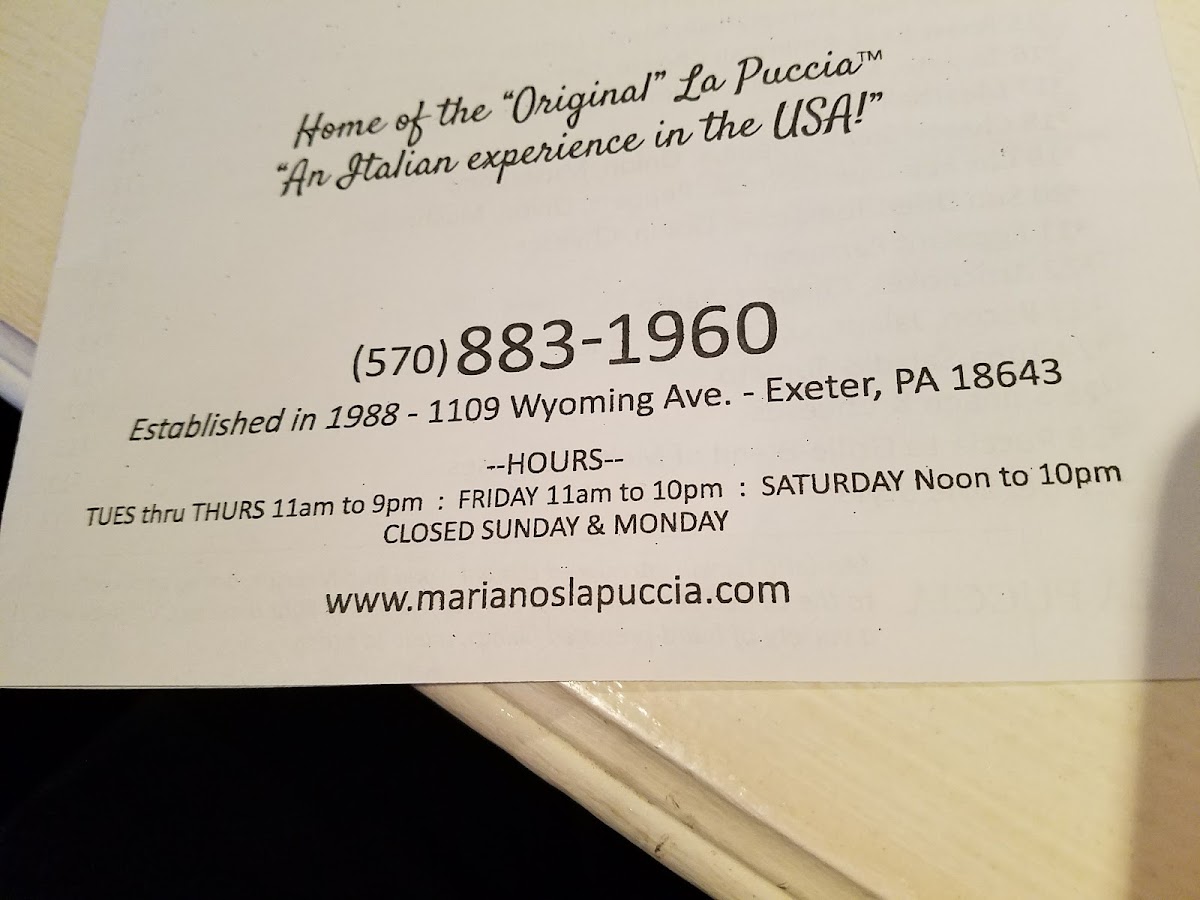 Home of the “Original” La Puccia™
“An Italian experience in the USA!”
(570) 883-1960
Established in 1988 - 1109 Wyoming Ave. - Exeter, PA 18643
--HOURS--
TUES thru THURS 11am to 9pm : FRIDAY 11am to 10pm : SATURDAY Noon to 10pm
CLOSED SUNDAY & MONDAY
www.marianoslapuccia.com